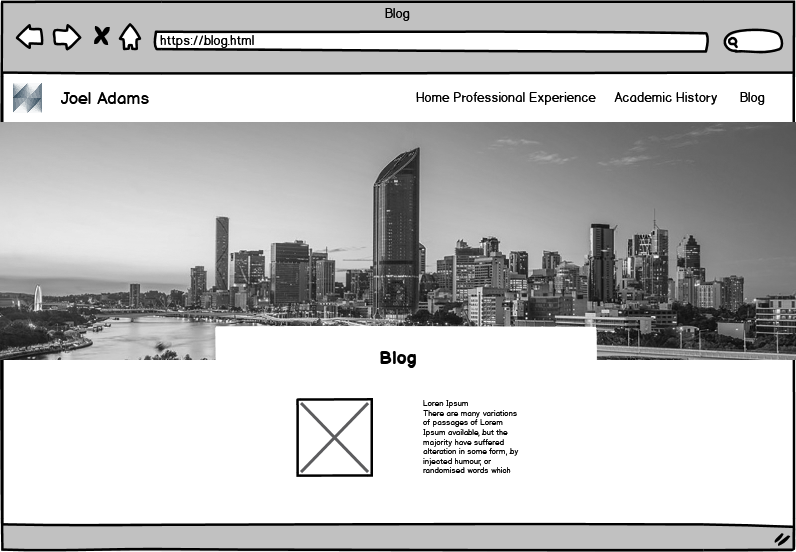 Blog
https://blog.html
Joel Adams
Home Professional Experience Academic History Blog
Blog
Loren Ipsum
There are many variations
of passages of Lorem
Ipsum available, but the
majority have suffered
alteration in some form, by
injected humour, or
randomised words which